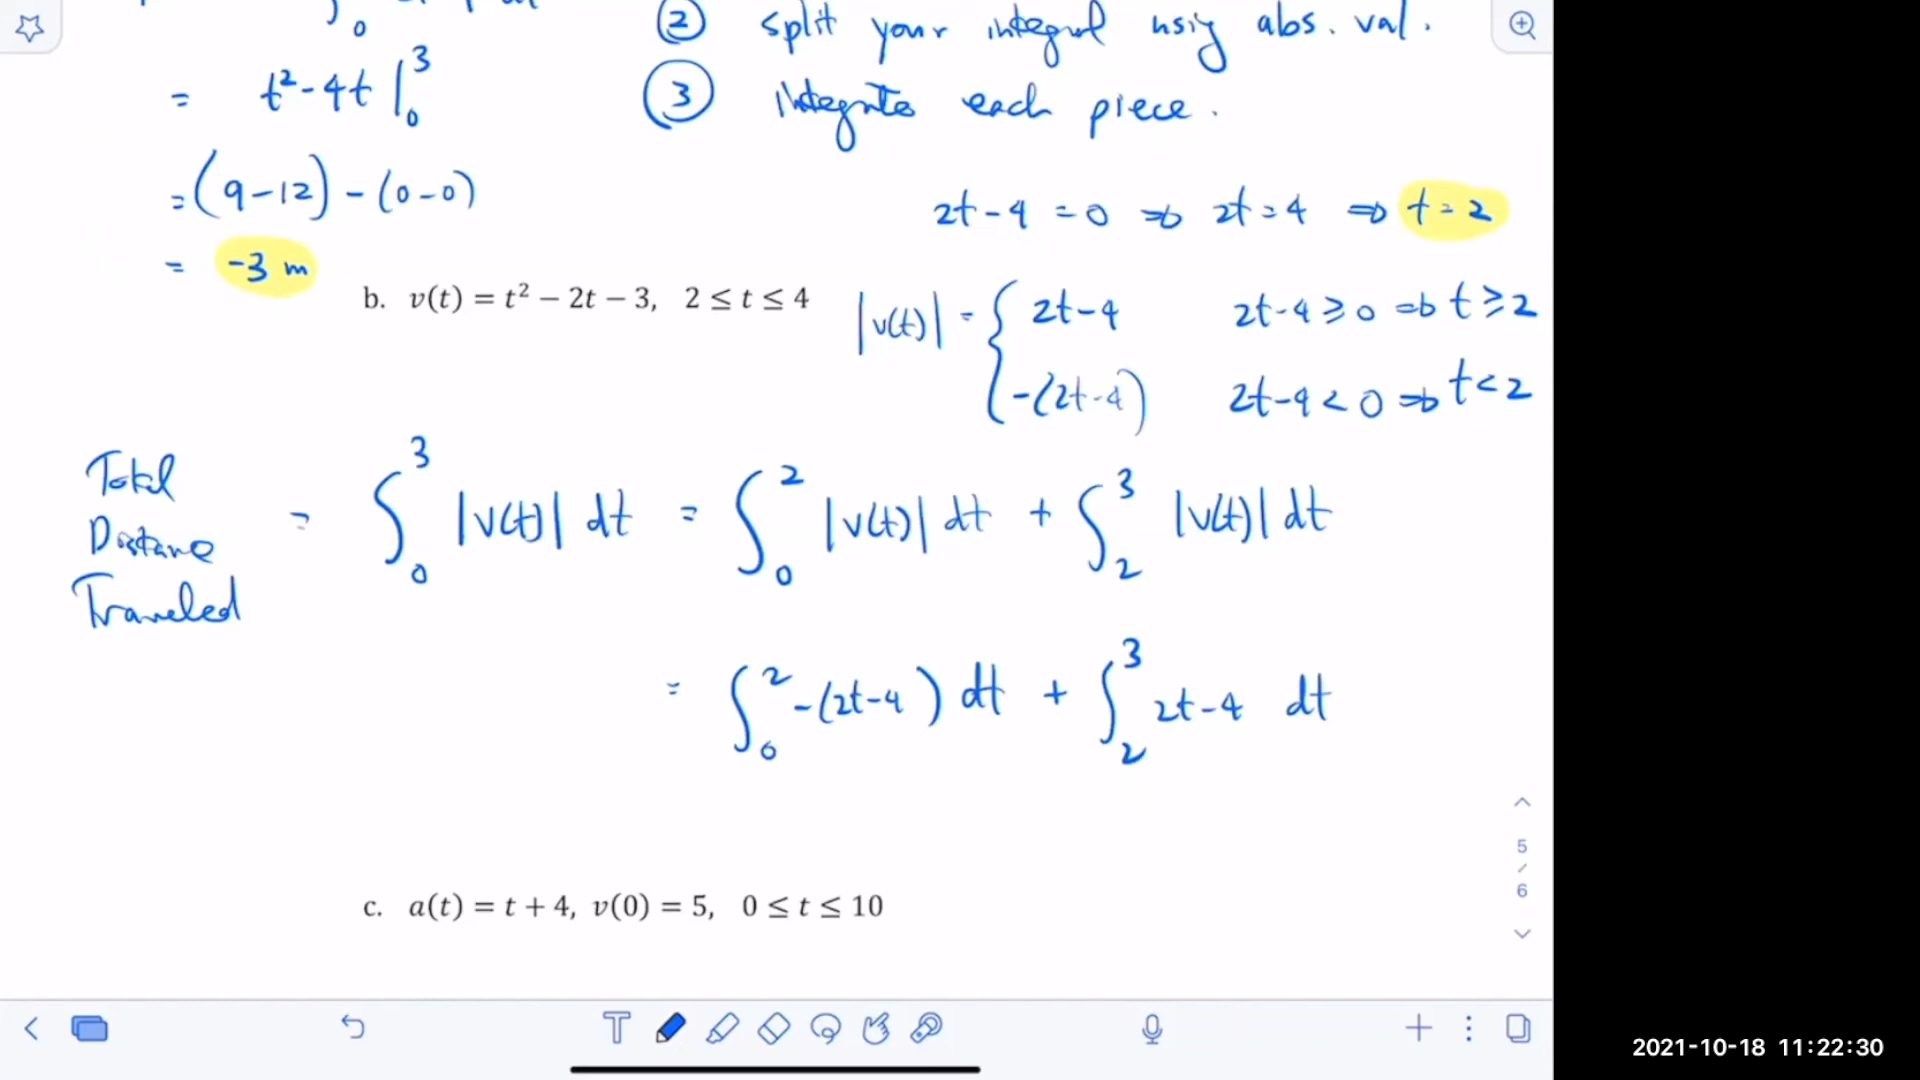 ② split your integral using abs. val.
= t² - 4t |₀³
③ Integrate each piece.
= (9-12) - (0-0)
2t-4 = 0 ⇒ 2t = 4 ⇒ t = 2
= -3 m
b. v(t) = t² − 2t − 3, 2 ≤ t ≤ 4
|v(t)| = { 2t-4 2t-4 ≥ 0 ⇒ t ≥ 2
-(2t-4) 2t-4 < 0 ⇒ t < 2
Total
Distance
Traveled
= ∫₀³ |v(t)| dt = ∫₀² |v(t)| dt + ∫₂³ |v(t)| dt
= ∫₀² -(2t-4) dt + ∫₂³ 2t-4 dt
5
/
6
c. a(t) = t + 4, v(0) = 5, 0 ≤ t ≤ 10
T
2021-10-18 11:22:30